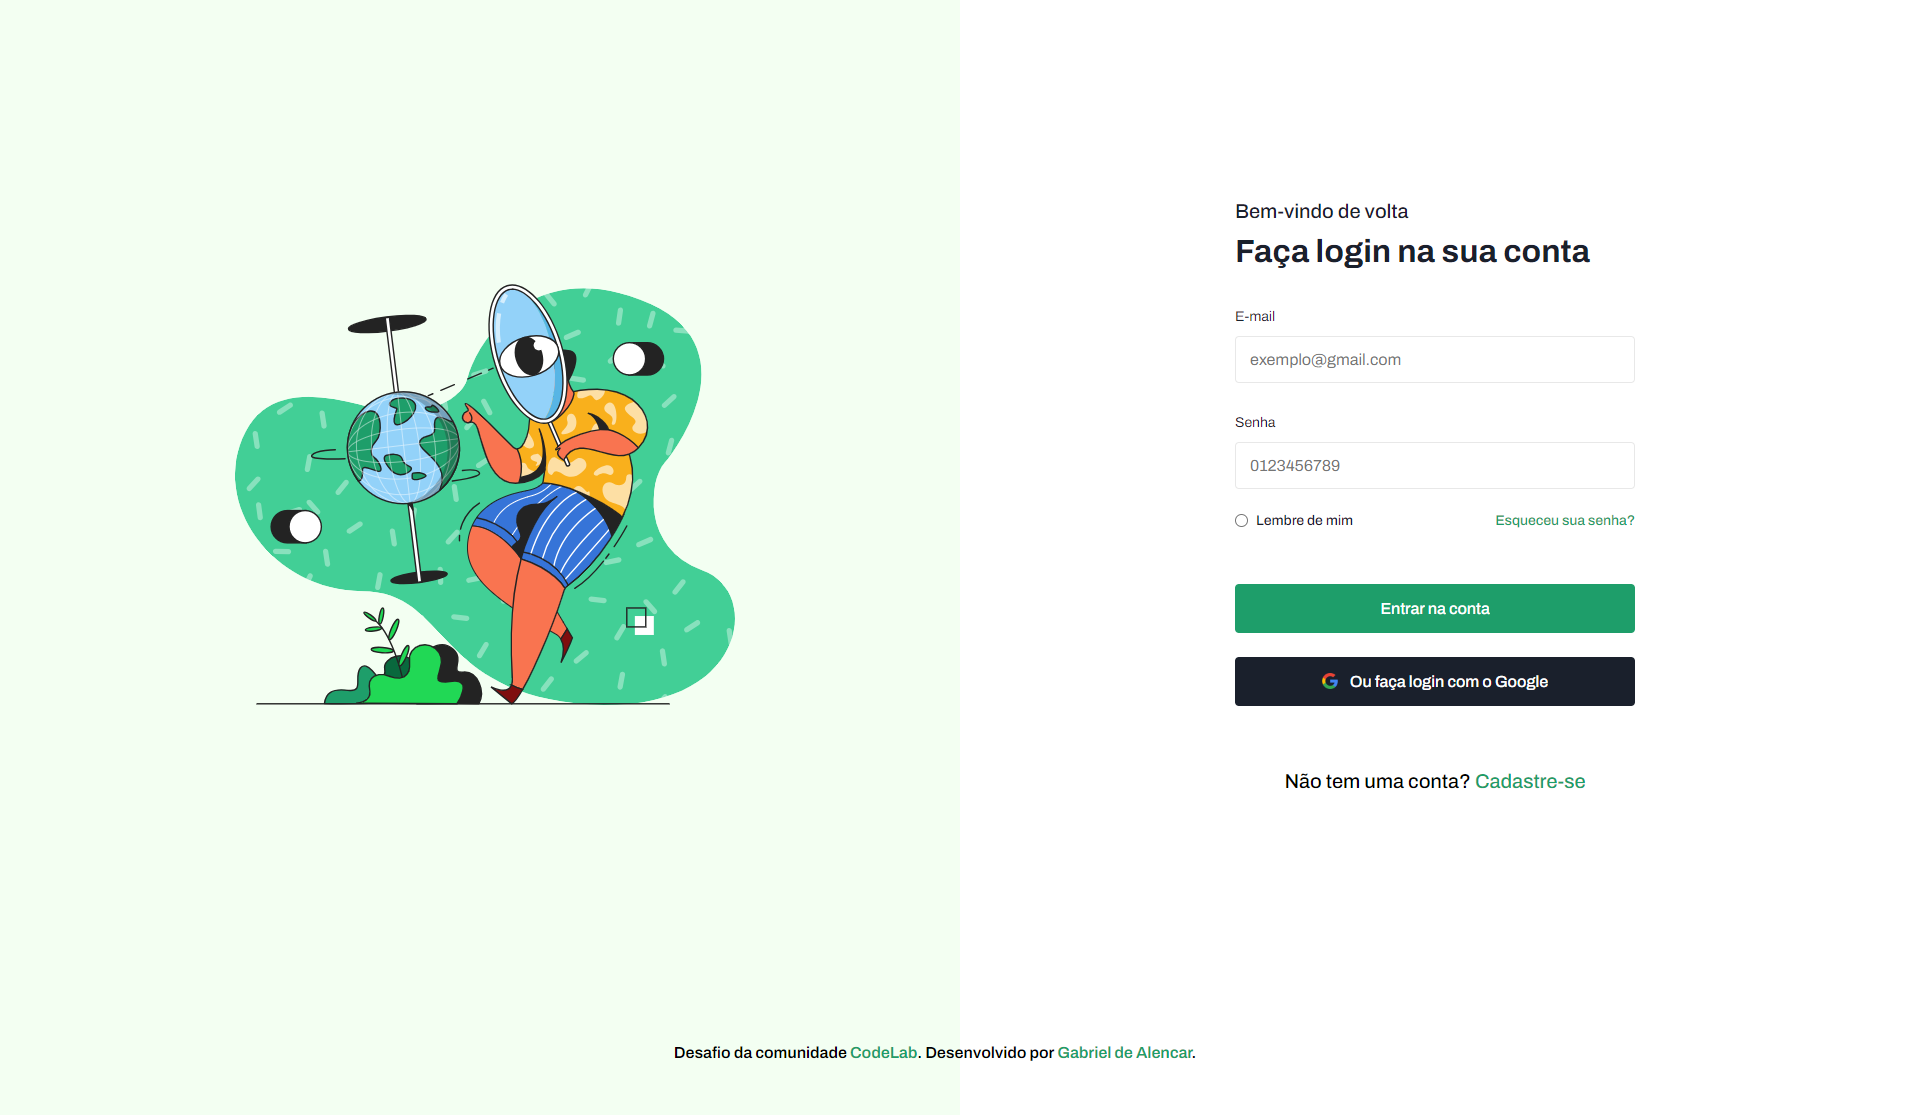 Bem-vindo de volta
Faça login na sua conta
E-mail
exemplo@gmail.com
Senha
0123456789
Lembre de mim
Esqueceu sua senha?
Entrar na conta
Ou faça login com o Google
Não tem uma conta? Cadastre-se
Desafio da comunidade CodeLab. Desenvolvido por Gabriel de Alencar.